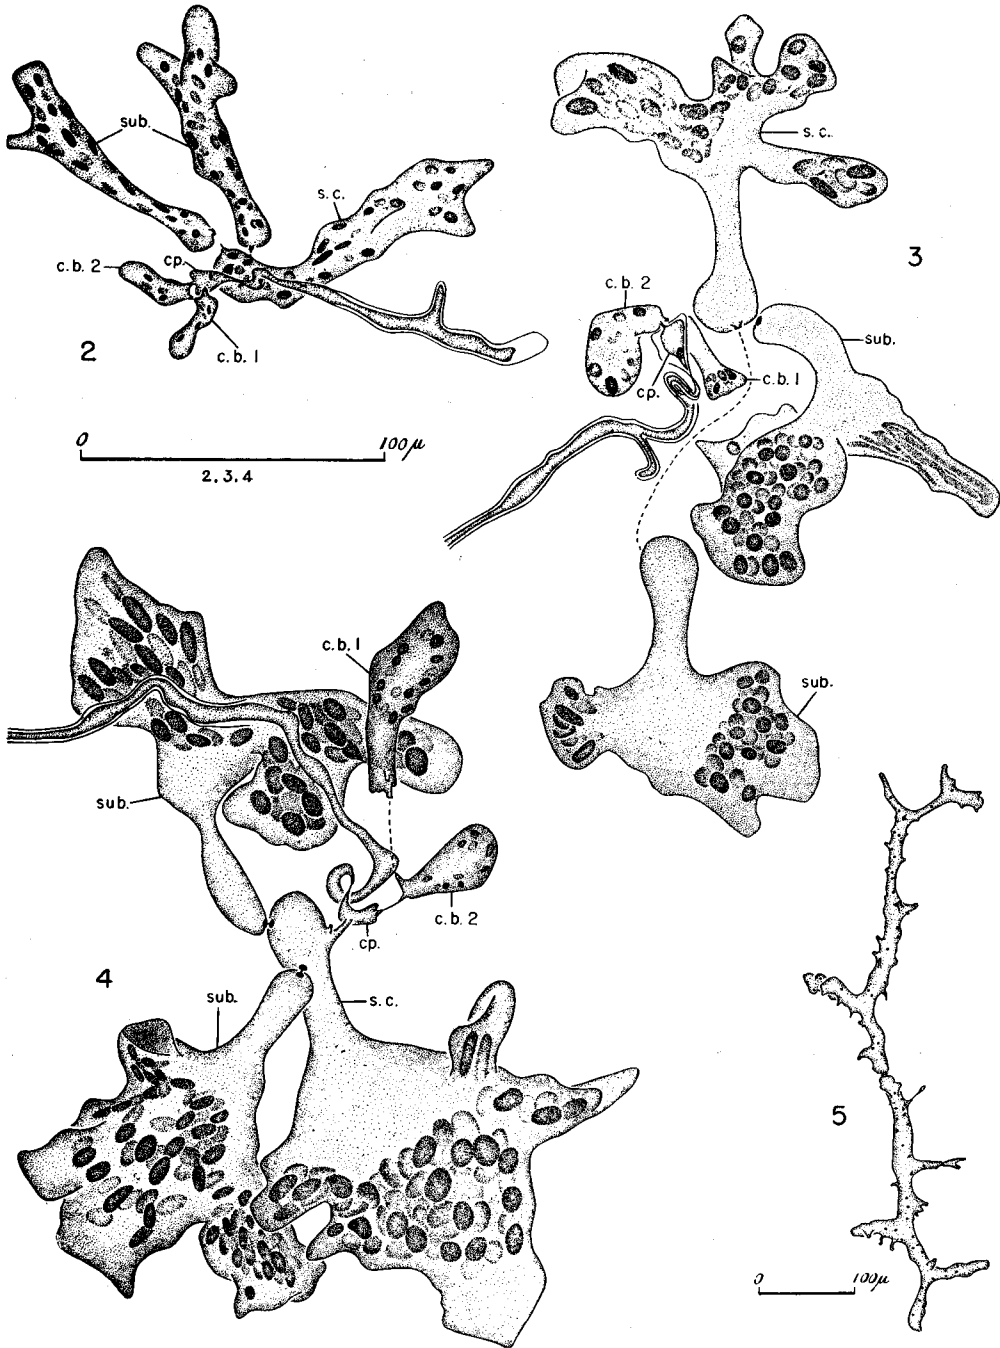 sub.
s.c.
c.b. 2
cp.
c.b. 1
2
0 100μ
2,3,4
s.c.
3
c.b. 2
sub.
cp.
c.b. 1
sub.
c.b. 1
sub.
c.b. 2
cp.
4
sub.
s.c.
5
0 100μ